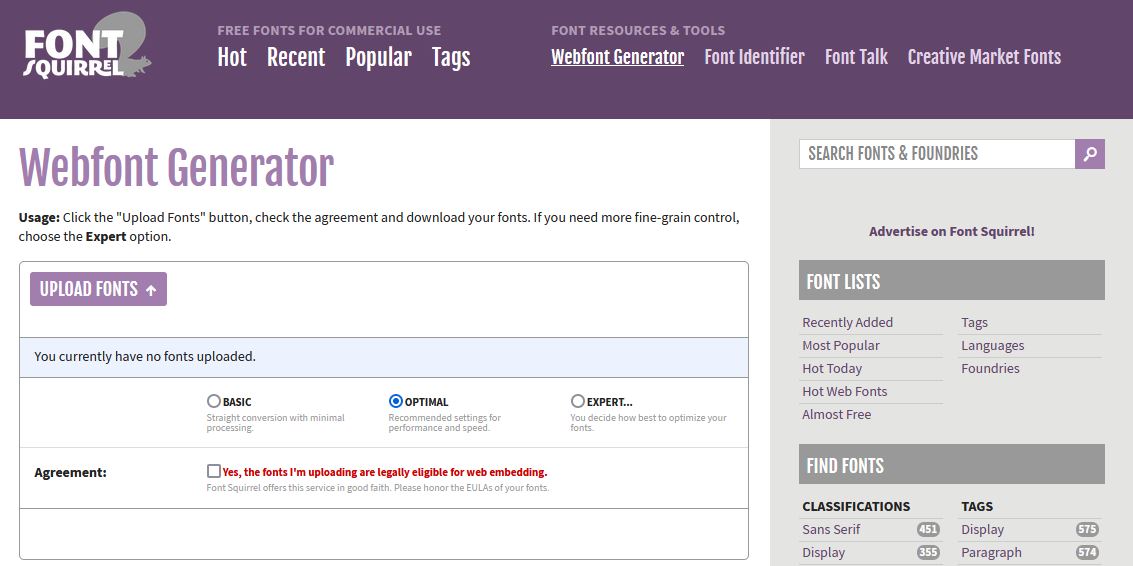 FONT SQUIRREL
FREE FONTS FOR COMMERCIAL USE
Hot Recent Popular Tags
FONT RESOURCES & TOOLS
Webfont Generator Font Identifier Font Talk Creative Market Fonts
Webfont Generator
Usage: Click the "Upload Fonts" button, check the agreement and download your fonts. If you need more fine-grain control,
choose the Expert option.
UPLOAD FONTS
You currently have no fonts uploaded.
BASIC
Straight conversion with minimal
processing.
OPTIMAL
Recommended settings for
performance and speed.
EXPERT...
You decide how best to optimize your
fonts.
Agreement:
Yes, the fonts I'm uploading are legally eligible for web embedding.
Font Squirrel offers this service in good faith. Please honor the EULAs of your fonts.
SEARCH FONTS & FOUNDRIES
Advertise on Font Squirrel!
FONT LISTS
Recently Added
Most Popular
Hot Today
Hot Web Fonts
Almost Free
Tags
Languages
Foundries
FIND FONTS
CLASSIFICATIONS
Sans Serif 451
Display 355
TAGS
Display 575
Paragraph 574